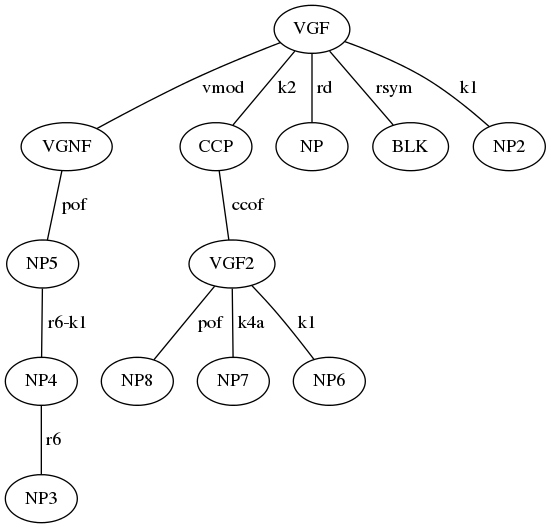 VGF
vmod k2 rd rsym k1
VGNF CCP NP BLK NP2
pof ccof
NP5 VGF2
r6-k1 pof k4a k1
NP4 NP8 NP7 NP6
r6
NP3